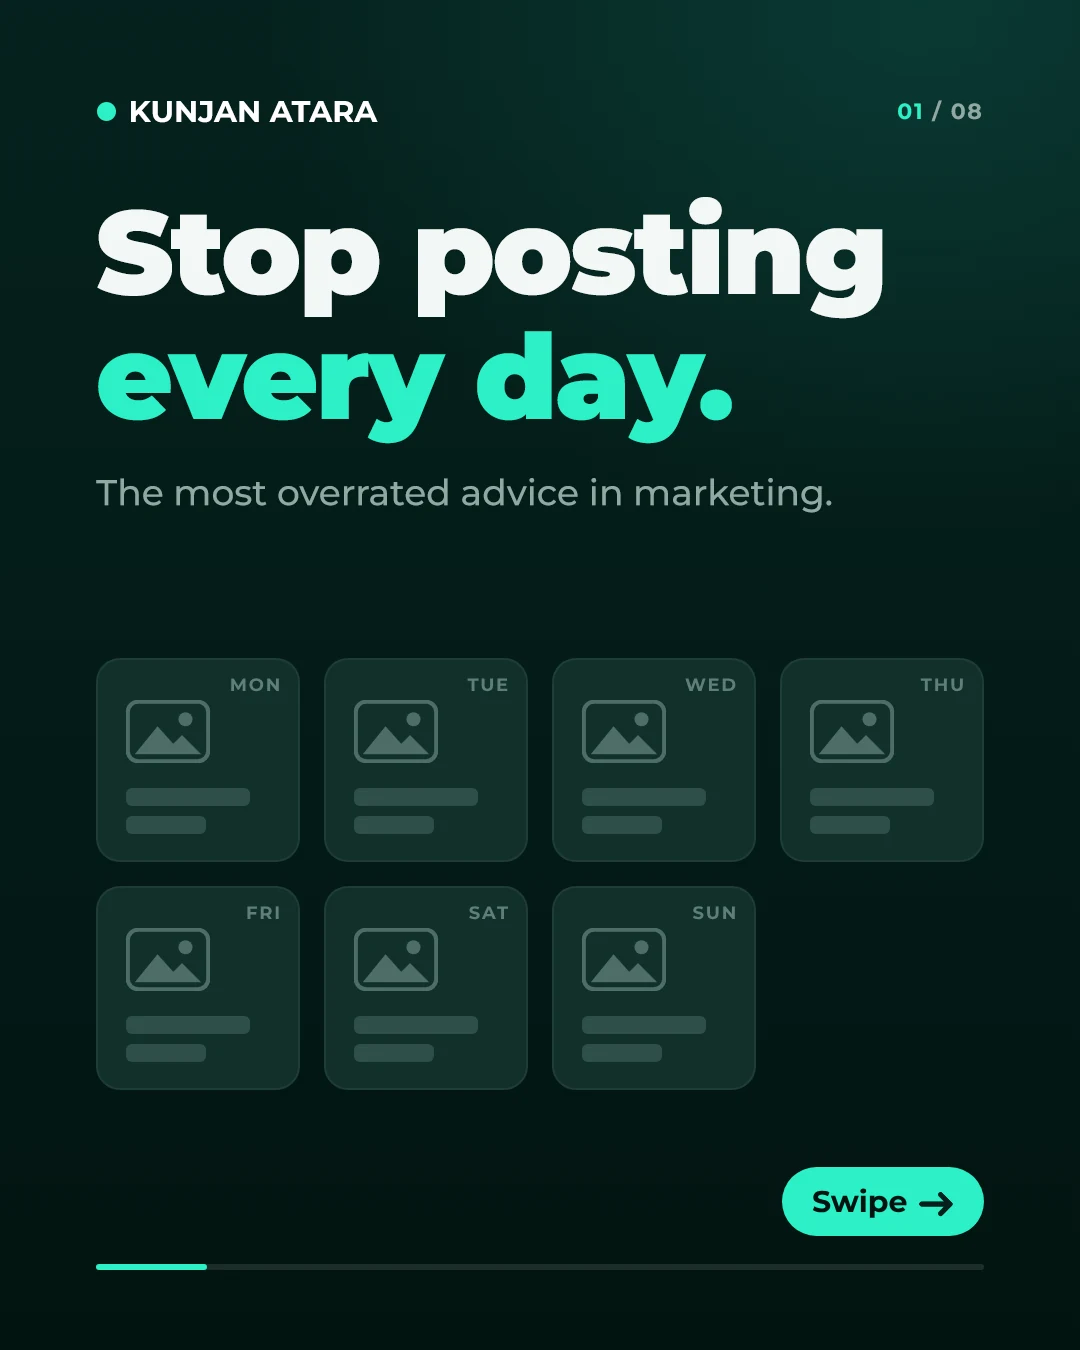 KUNJAN ATARA
01 / 08
Stop posting
every day.
The most overrated advice in marketing.
MON
TUE
WED
THU
FRI
SAT
SUN
Swipe →